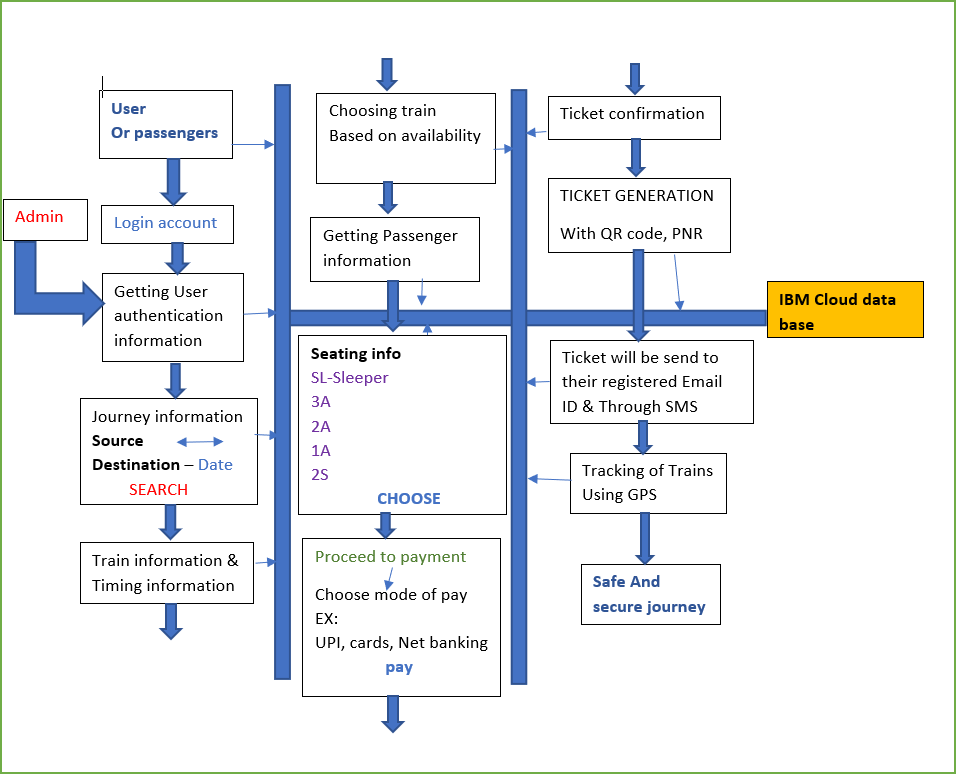 User
Or passengers
Login account
Admin
Getting User
authentication
information
Journey information
Source
Destination – Date
SEARCH
Train information &
Timing information
Choosing train
Based on availability
Getting Passenger
information
Seating info
SL-Sleeper
3A
2A
1A
2S
CHOOSE
Proceed to payment
Choose mode of pay
EX:
UPI, cards, Net banking
pay
Ticket confirmation
TICKET GENERATION
With QR code, PNR
IBM Cloud data
base
Ticket will be send to
their registered Email
ID & Through SMS
Tracking of Trains
Using GPS
Safe And
secure journey